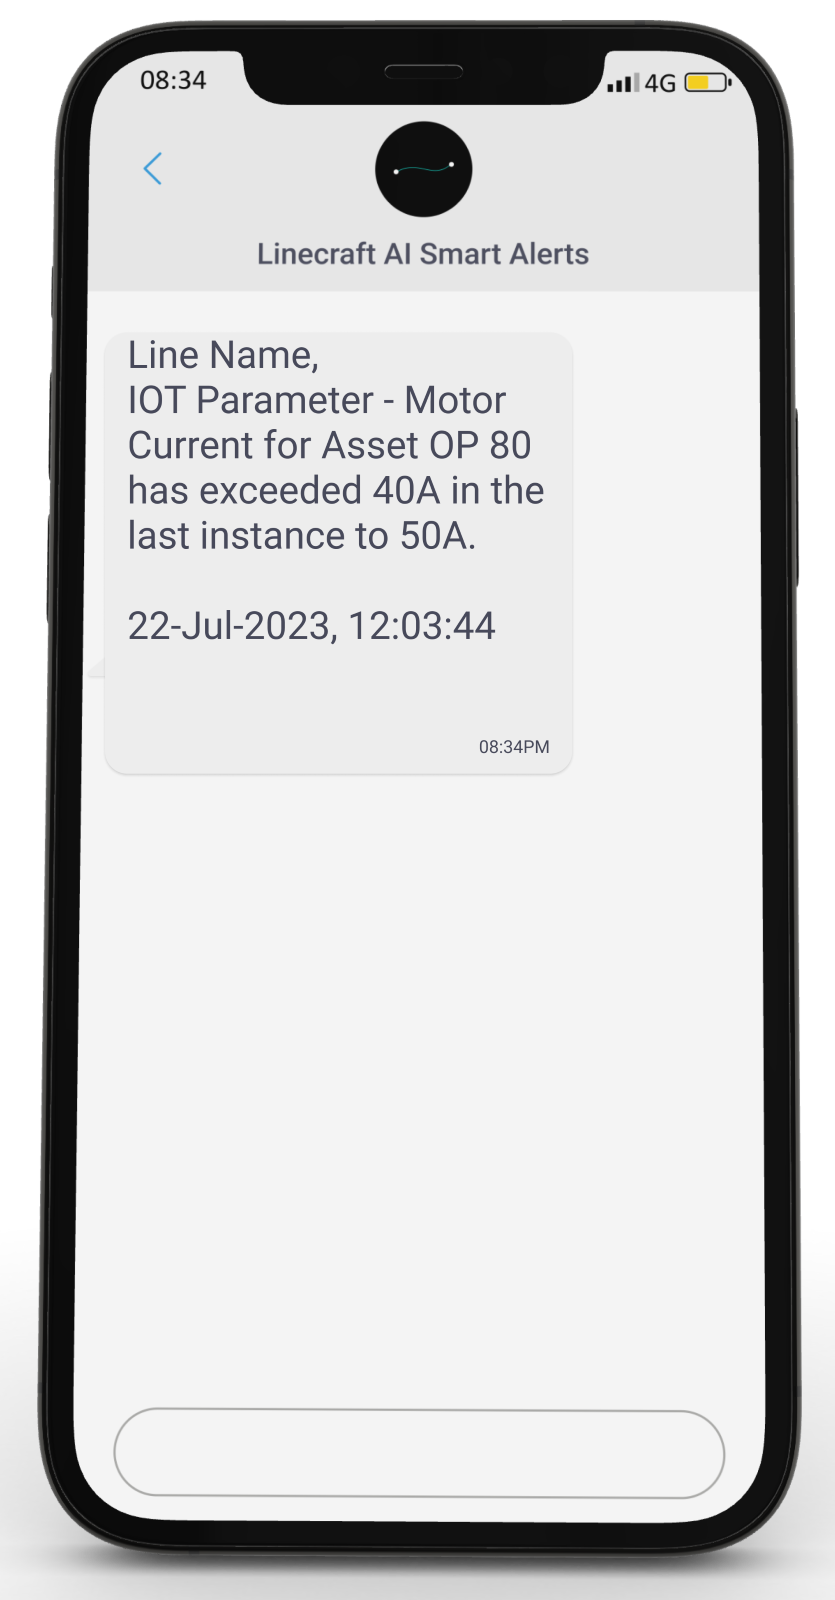 08:34
4G
Linecraft AI Smart Alerts
Line Name,
IOT Parameter - Motor
Current for Asset OP 80
has exceeded 40A in the
last instance to 50A.
22-Jul-2023, 12:03:44
08:34PM